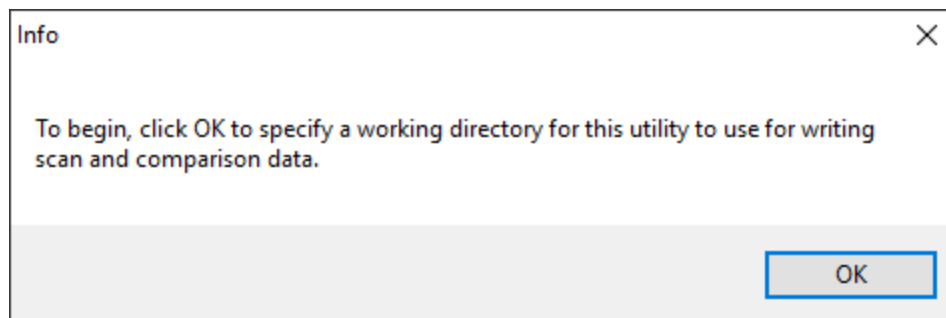 Info
To begin, click OK to specify a working directory for this utility to use for writing
scan and comparison data.
OK